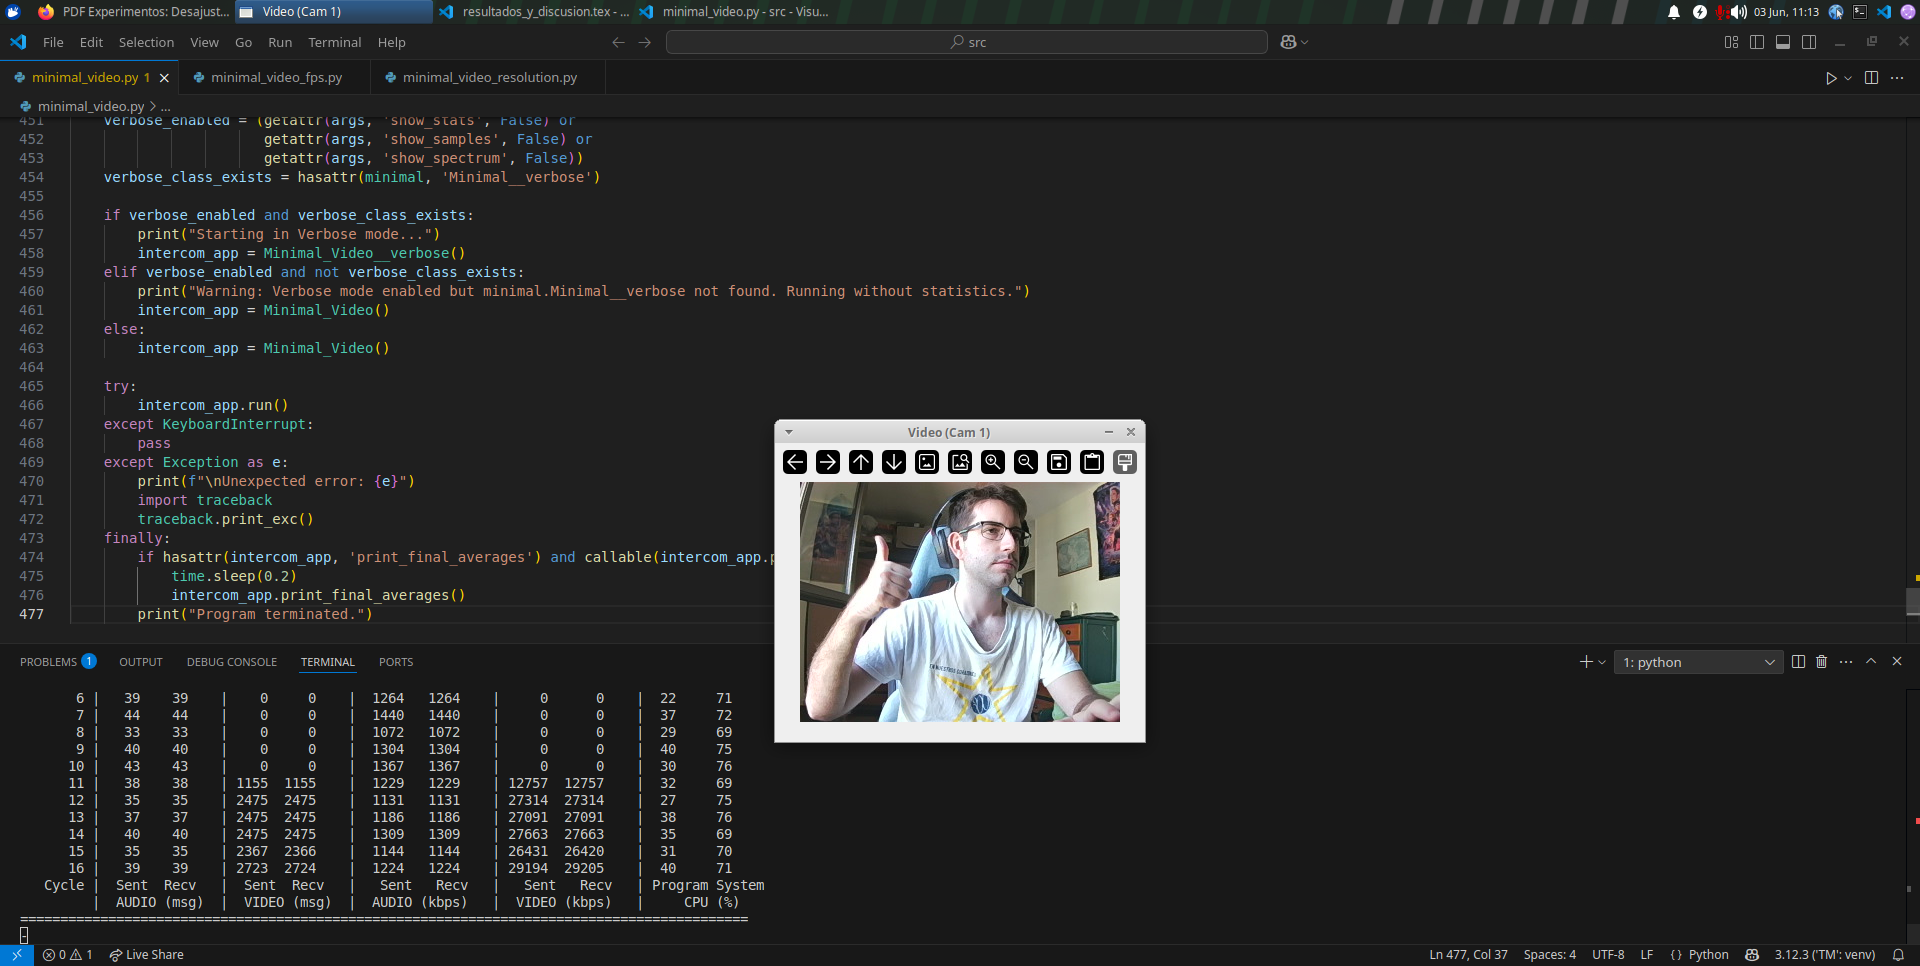 PDF Experimentos: Desajust...
Video (Cam 1)
resultados_y_discusion.tex - ...
minimal_video.py - src - Visu...
03 Jun, 11:13
File Edit Selection View Go Run Terminal Help
src
minimal_video.py 1
minimal_video_fps.py
minimal_video_resolution.py
minimal_video.py > ...
451 verbose_enabled = (getattr(args, 'show_stats', False) or
452 getattr(args, 'show_samples', False) or
453 getattr(args, 'show_spectrum', False))
454 verbose_class_exists = hasattr(minimal, 'Minimal__verbose')
455
456 if verbose_enabled and verbose_class_exists:
457 print("Starting in Verbose mode...")
458 intercom_app = Minimal_Video__verbose()
459 elif verbose_enabled and not verbose_class_exists:
460 print("Warning: Verbose mode enabled but minimal.Minimal__verbose not found. Running without statistics.")
461 intercom_app = Minimal_Video()
462 else:
463 intercom_app = Minimal_Video()
464
465 try:
466 intercom_app.run()
467 except KeyboardInterrupt:
468 pass
469 except Exception as e:
470 print(f"\nUnexpected error: {e}")
471 import traceback
472 traceback.print_exc()
473 finally:
474 if hasattr(intercom_app, 'print_final_averages') and callable(intercom_app.p
475 time.sleep(0.2)
476 intercom_app.print_final_averages()
477 print("Program terminated.")
Video (Cam 1)
PROBLEMS 1 OUTPUT DEBUG CONSOLE TERMINAL PORTS
1: python
6 | 39 39 | 0 0 | 1264 1264 | 0 0 | 22 71
7 | 44 44 | 0 0 | 1440 1440 | 0 0 | 37 72
8 | 33 33 | 0 0 | 1072 1072 | 0 0 | 29 69
9 | 40 40 | 0 0 | 1304 1304 | 0 0 | 40 75
10 | 43 43 | 0 0 | 1367 1367 | 0 0 | 30 76
11 | 38 38 | 1155 1155 | 1229 1229 | 12757 12757 | 32 69
12 | 35 35 | 2475 2475 | 1131 1131 | 27314 27314 | 27 75
13 | 37 37 | 2475 2475 | 1186 1186 | 27091 27091 | 38 76
14 | 40 40 | 2475 2475 | 1309 1309 | 27663 27663 | 35 69
15 | 35 35 | 2367 2366 | 1144 1144 | 26431 26420 | 31 70
16 | 39 39 | 2723 2724 | 1224 1224 | 29194 29205 | 40 71
Cycle | Sent Recv | Sent Recv | Sent Recv | Sent Recv | Program System
| AUDIO (msg) | VIDEO (msg) | AUDIO (kbps) | VIDEO (kbps) | CPU (%)
===========================================================================================
0 1 Live Share
Ln 477, Col 37 Spaces: 4 UTF-8 LF {} Python 3.12.3 ('TM': venv)